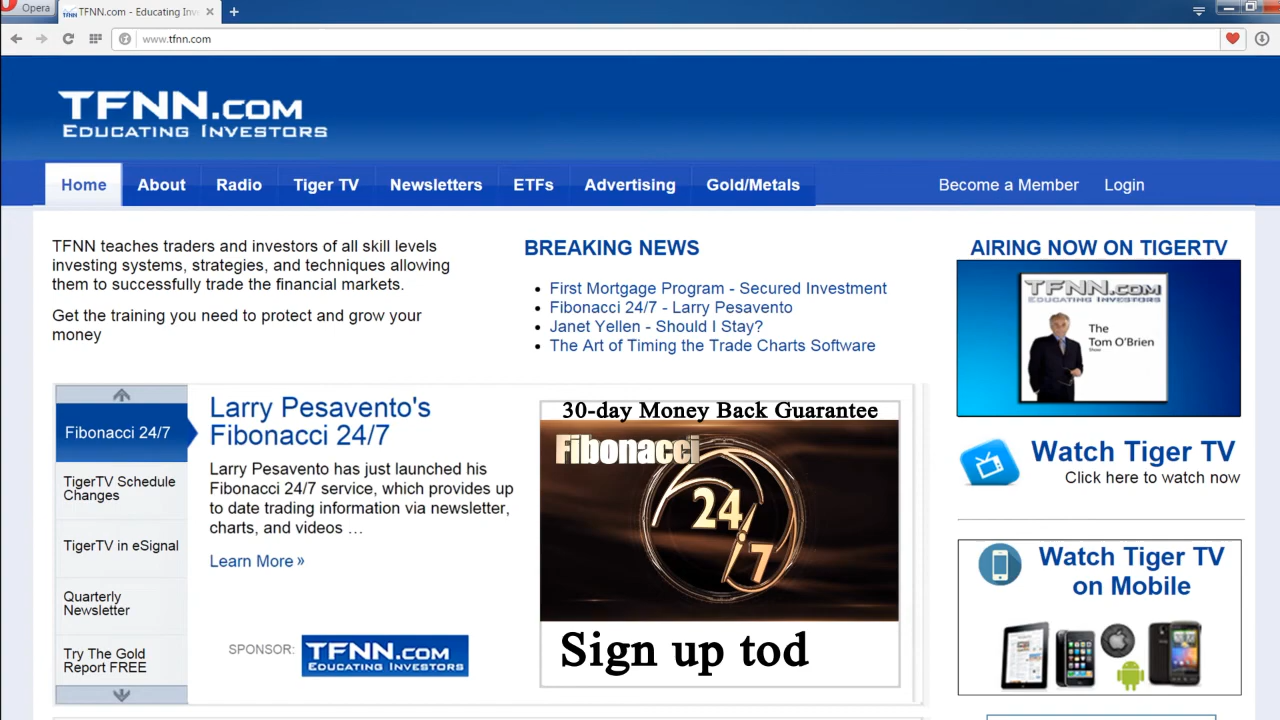 Opera
TFNN.com - Educating Inv
www.tfnn.com
TFNN.com
Educating Investors
Home
About
Radio
Tiger TV
Newsletters
ETFs
Advertising
Gold/Metals
Become a Member
Login
TFNN teaches traders and investors of all skill levels
investing systems, strategies, and techniques allowing
them to successfully trade the financial markets.
Get the training you need to protect and grow your
money
BREAKING NEWS
First Mortgage Program - Secured Investment
Fibonacci 24/7 - Larry Pesavento
Janet Yellen - Should I Stay?
The Art of Timing the Trade Charts Software
AIRING NOW ON TIGERTV
TFNN.com
Educating Investors
The
Tom O'Brien
Show
Watch Tiger TV
Click here to watch now
Watch Tiger TV
on Mobile
Fibonacci 24/7
TigerTV Schedule
Changes
TigerTV in eSignal
Quarterly
Newsletter
Try The Gold
Report FREE
Larry Pesavento's
Fibonacci 24/7
Larry Pesavento has just launched his
Fibonacci 24/7 service, which provides up
to date trading information via newsletter,
charts, and videos …
Learn More »
SPONSOR:
TFNN.com
Educating Investors
30-day Money Back Guarantee
Fibonacci
24
7
Sign up tod